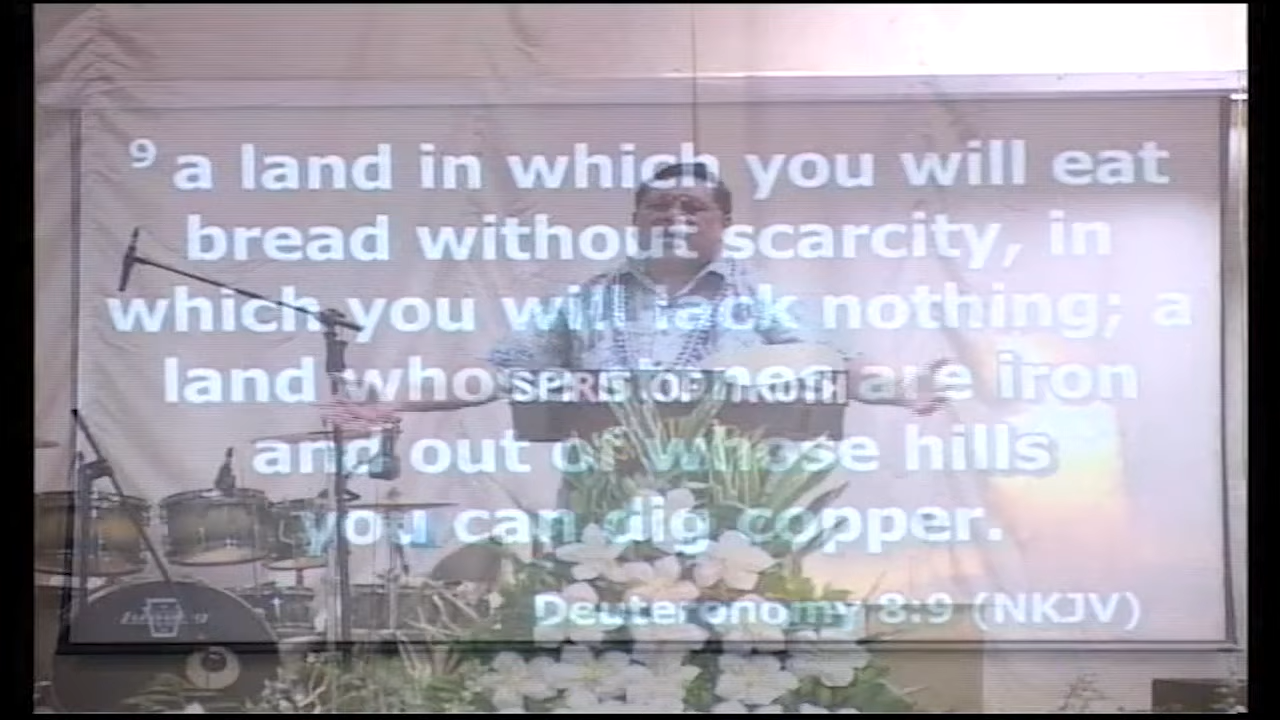 9 a land in which you will eat
bread without scarcity, in
which you will lack nothing; a
land whose stones are iron
and out of whose hills
you can dig copper.
Deuteronomy 8:9 (NKJV)
SPIRIT OF TRUTH